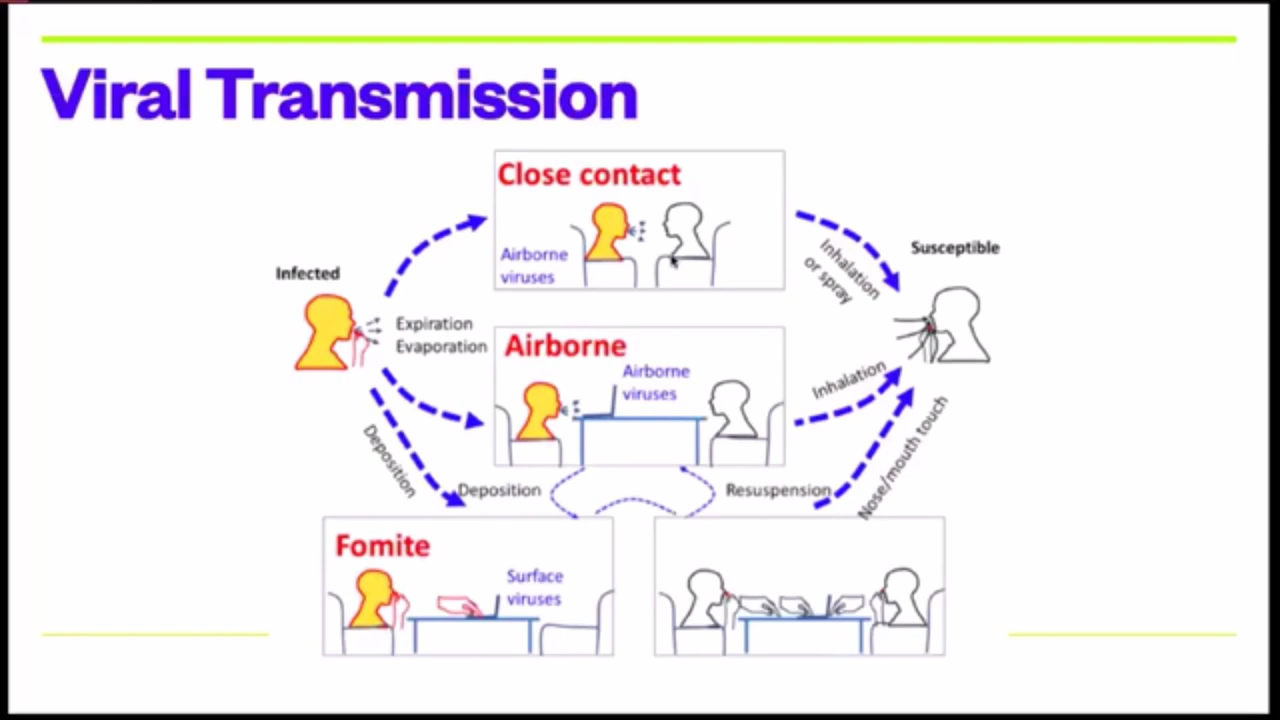 Viral Transmission
Close contact
Airborne
viruses
Inhalation
or spray
Susceptible
Infected
Expiration
Evaporation
Airborne
Airborne
viruses
Inhalation
Deposition
Deposition
Resuspension
Nose/mouth touch
Fomite
Surface
viruses